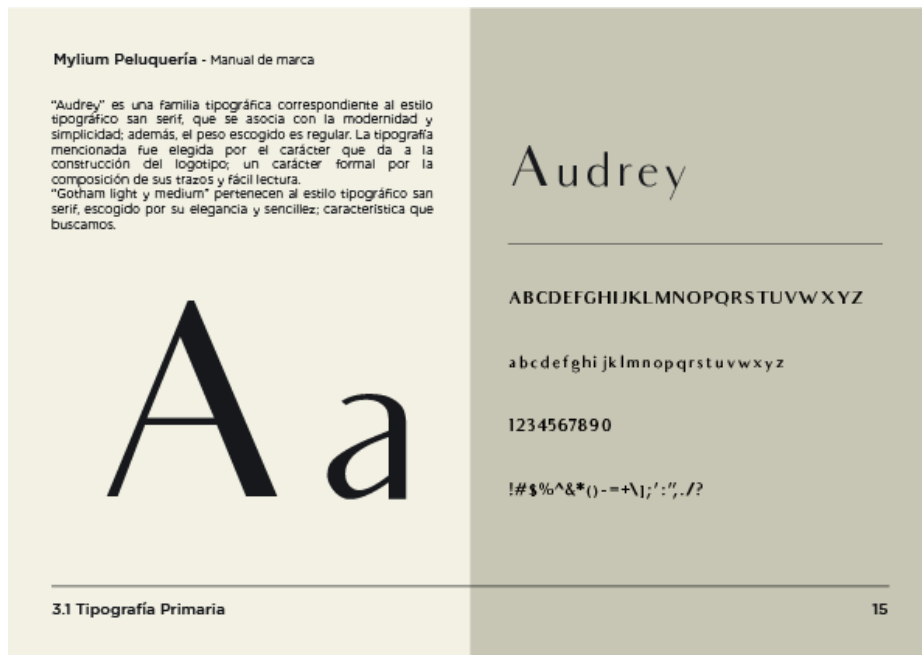 Mylium Peluquería - Manual de marca
“Audrey” es una familia tipográfica correspondiente al estilo
tipográfico san serif, que se asocia con la modernidad y
simplicidad; además, el peso escogido es regular. La tipografía
mencionada fue elegida por el carácter que da a la
construcción del logotipo; un carácter formal por la
composición de sus trazos y fácil lectura.
“Gotham light y medium” pertenecen al estilo tipográfico san
serif, escogido por su elegancia y sencillez; característica que
buscamos.
A a
Audrey
ABCDEFGHIJKLMNOPQRSTUVWXYZ
abcdefghijklmnopqrstuvwxyz
1234567890
!#$%^&*()-=+\];’:”,./?
3.1 Tipografía Primaria
15